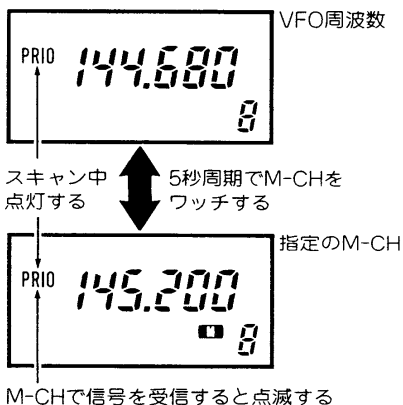 VFO周波数
PRIO 144.680
8
スキャン中
点灯する
5秒周期でM-CHを
ワッチする
指定のM-CH
PRIO 145.200
M 8
M-CHで信号を受信すると点滅する